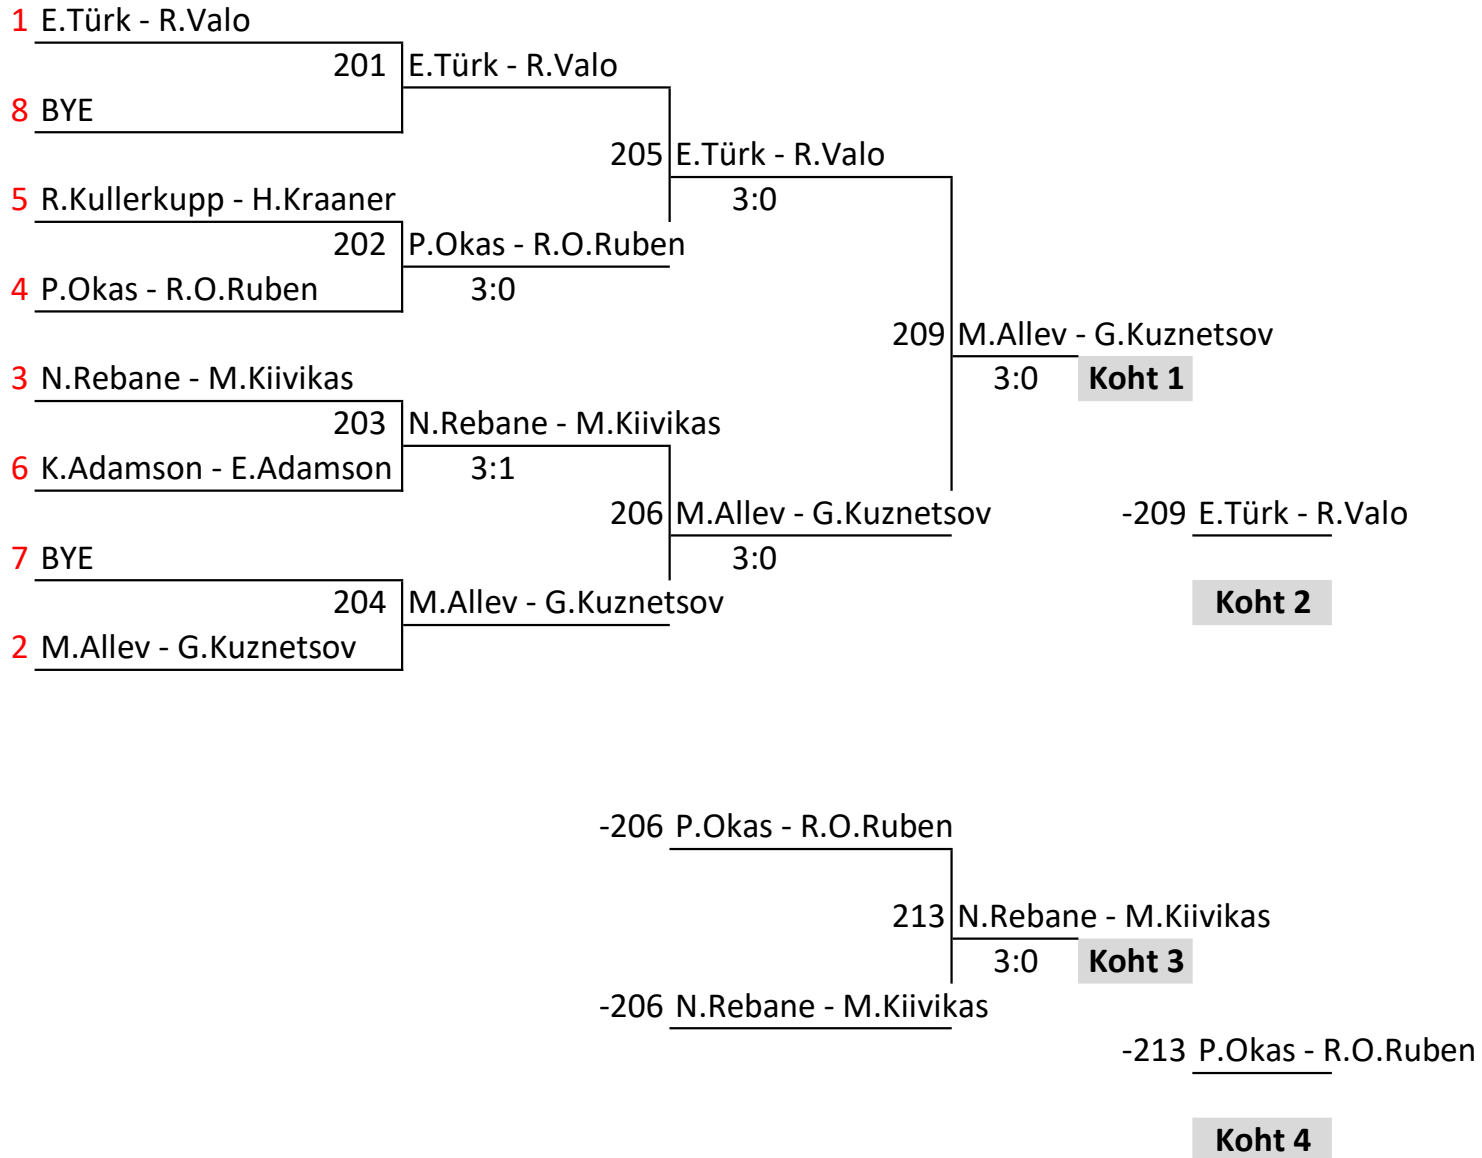 1 E.Türk - R.Valo
201 E.Türk - R.Valo
8 BYE
205 E.Türk - R.Valo
5 R.Kullerkupp - H.Kraaner 3:0
202 P.Okas - R.O.Ruben
4 P.Okas - R.O.Ruben 3:0
209 M.Allev - G.Kuznetsov
3 N.Rebane - M.Kiivikas 3:0 Koht 1
203 N.Rebane - M.Kiivikas
6 K.Adamson - E.Adamson 3:1
206 M.Allev - G.Kuznetsov -209 E.Türk - R.Valo
7 BYE 3:0
204 M.Allev - G.Kuznetsov Koht 2
2 M.Allev - G.Kuznetsov
-206 P.Okas - R.O.Ruben
213 N.Rebane - M.Kiivikas
3:0 Koht 3
-206 N.Rebane - M.Kiivikas
-213 P.Okas - R.O.Ruben
Koht 4